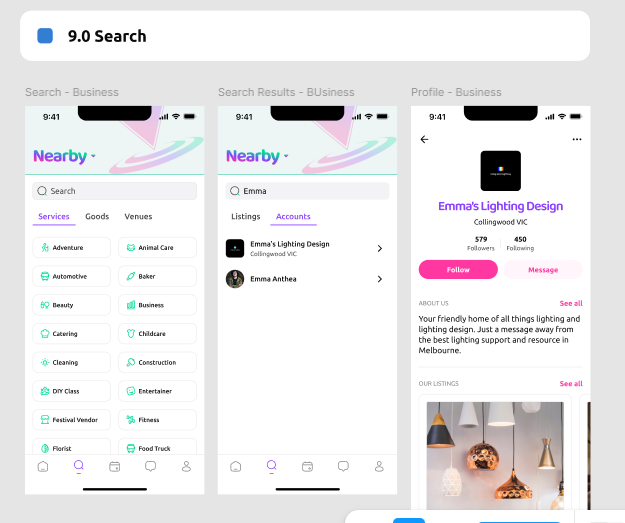 9.0 Search
Search - Business
9:41
Nearby
Search
Services Goods Venues
Adventure Animal Care
Automotive Baker
Beauty Business
Catering Childcare
Cleaning Construction
DIY Class Entertainer
Festival Vendor Fitness
Florist Food Truck
Search Results - BUsiness
9:41
Nearby
Emma
Listings Accounts
Emma's Lighting Design
Collingwood VIC
Emma Anthea
Profile - Business
9:41
Emma's Lighting Design
Collingwood VIC
579 450
Followers Following
Follow Message
ABOUT US See all
Your friendly home of all things lighting and
lighting design. Just a message away from
the best lighting support and resource in
Melbourne.
OUR LISTINGS See all